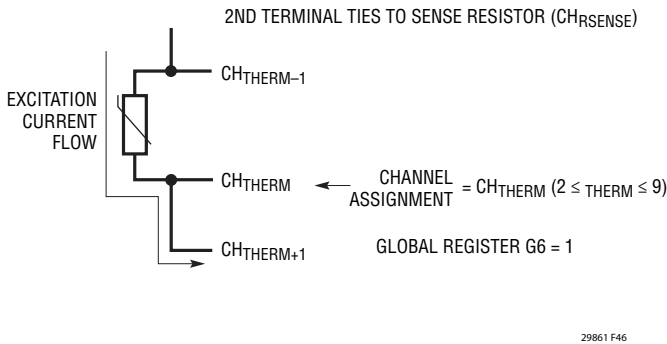 2ND TERMINAL TIES TO SENSE RESISTOR (CHRSENSE)
CHTHERM–1
EXCITATION
CURRENT
FLOW
CHTHERM
CHANNEL
ASSIGNMENT
= CHTHERM (2 ≤ THERM ≤ 9)
CHTHERM+1
GLOBAL REGISTER G6 = 1
29861 F46